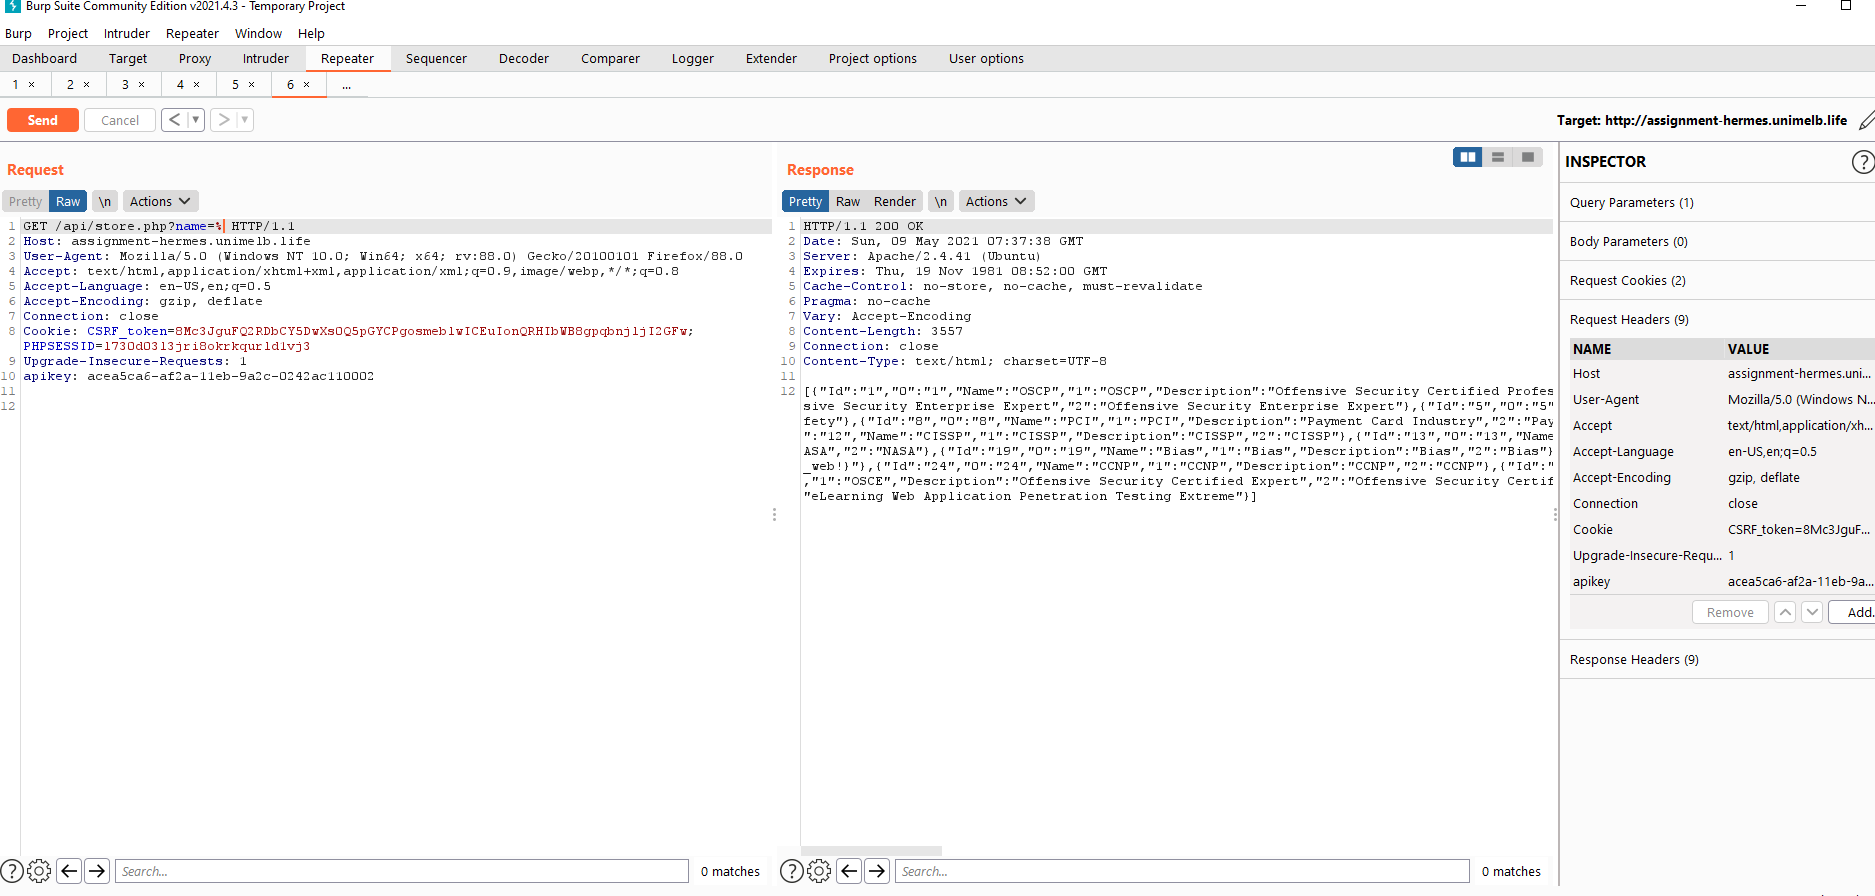 Burp Suite Community Edition v2021.4.3 - Temporary Project
Burp Project Intruder Repeater Window Help
Dashboard Target Proxy Intruder Repeater Sequencer Decoder Comparer Logger Extender Project options User options
1 × 2 × 3 × 4 × 5 × 6 × ...
Send Cancel < ▼ > ▼
Target: http://assignment-hermes.unimelb.life
Request
Pretty Raw \n Actions
1 GET /api/store.php?name=% HTTP/1.1
2 Host: assignment-hermes.unimelb.life
3 User-Agent: Mozilla/5.0 (Windows NT 10.0; Win64; x64; rv:88.0) Gecko/20100101 Firefox/88.0
4 Accept: text/html,application/xhtml+xml,application/xml;q=0.9,image/webp,*/*;q=0.8
5 Accept-Language: en-US,en;q=0.5
6 Accept-Encoding: gzip, deflate
7 Connection: close
8 Cookie: CSRF_token=
PHPSESSID=
9 Upgrade-Insecure-Requests: 1
10 apikey: acea5ca6-af2a-11eb-9a2c-0242ac110002
11
12
Search... 0 matches
Response
Pretty Raw Render \n Actions
1 HTTP/1.1 200 OK
2 Date: Sun, 09 May 2021 07:37:38 GMT
3 Server: Apache/2.4.41 (Ubuntu)
4 Expires: Thu, 19 Nov 1981 08:52:00 GMT
5 Cache-Control: no-store, no-cache, must-revalidate
6 Pragma: no-cache
7 Vary: Accept-Encoding
8 Content-Length: 3557
9 Connection: close
10 Content-Type: text/html; charset=UTF-8
11
12 [{"Id":"1","0":"1","Name":"OSCP","1":"OSCP","Description":"Offensive Security Certified Profes
sive Security Enterprise Expert","2":"Offensive Security Enterprise Expert"},{"Id":"5","0":"5"
fety"},{"Id":"8","0":"8","Name":"PCI","1":"PCI","Description":"Payment Card Industry","2":"Pay
":"12","Name":"CISSP","1":"CISSP","Description":"CISSP","2":"CISSP"},{"Id":"13","0":"13","Name
ASA","2":"NASA"},{"Id":"19","0":"19","Name":"Bias","1":"Bias","Description":"Bias","2":"Bias"}
_web!}"},{"Id":"24","0":"24","Name":"CCNP","1":"CCNP","Description":"CCNP","2":"CCNP"},{"Id":"
,"1":"OSCE","Description":"Offensive Security Certified Expert","2":"Offensive Security Certif
"eLearning Web Application Penetration Testing Extreme"}]
Search... 0 matches
INSPECTOR
Query Parameters (1)
Body Parameters (0)
Request Cookies (2)
Request Headers (9)
NAME VALUE
Host assignment-hermes.uni...
User-Agent Mozilla/5.0 (Windows N...
Accept text/html,application/xh...
Accept-Language en-US,en;q=0.5
Accept-Encoding gzip, deflate
Connection close
Cookie CSRF_token=8Mc3JguF...
Upgrade-Insecure-Requ... 1
apikey acea5ca6-af2a-11eb-9a...
Remove Add.
Response Headers (9)